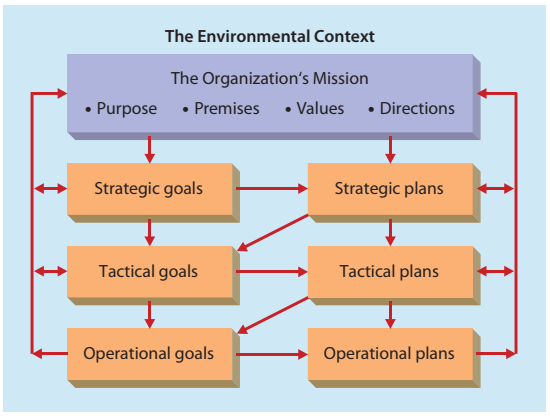 The Environmental Context
The Organization's Mission
• Purpose • Premises • Values • Directions
Strategic goals
Strategic plans
Tactical goals
Tactical plans
Operational goals
Operational plans